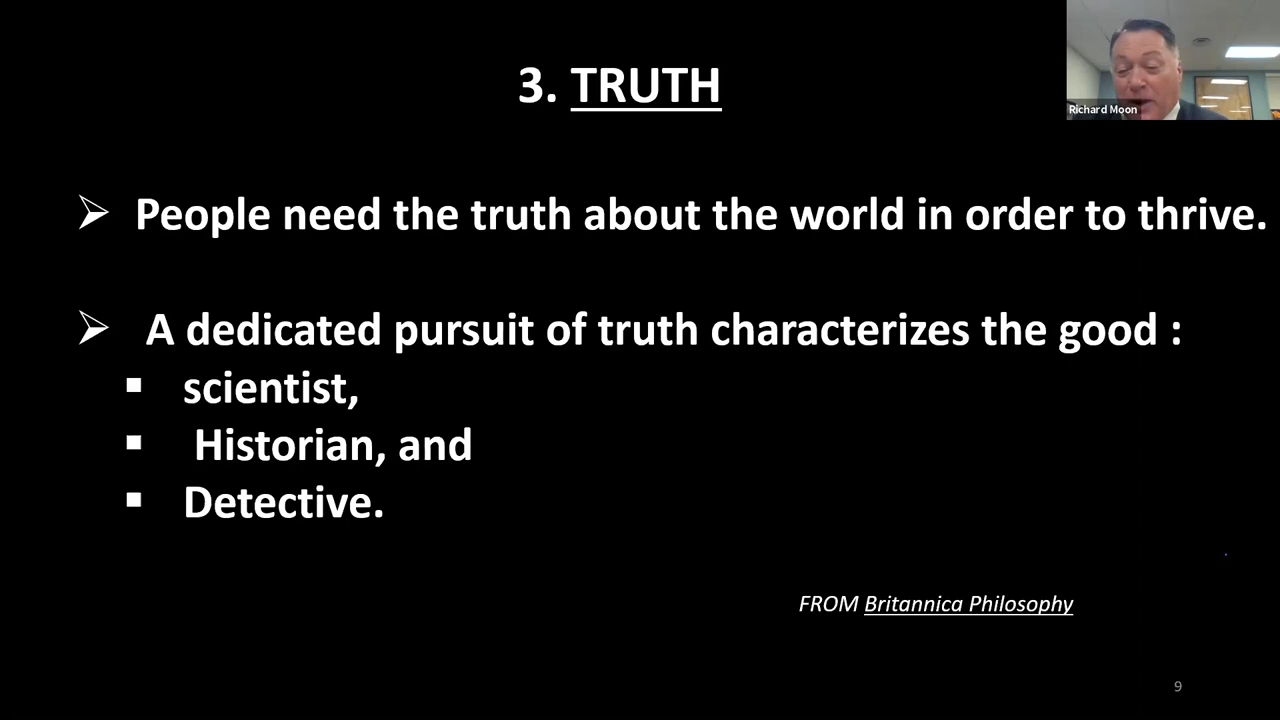 3. TRUTH
Richard Moon
➢ People need the truth about the world in order to thrive.
➢ A dedicated pursuit of truth characterizes the good :
▪ scientist,
▪ Historian, and
▪ Detective.
FROM Britannica Philosophy
9